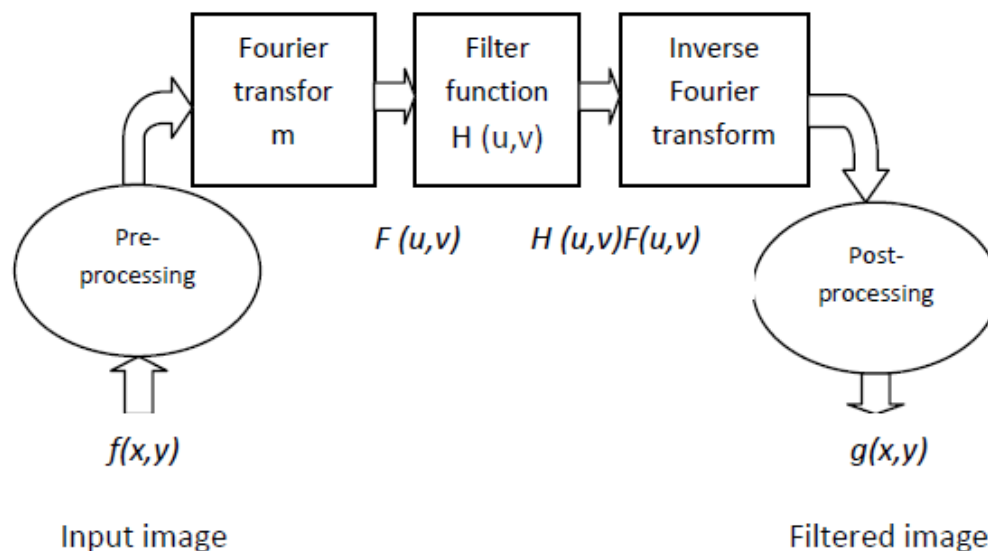 Fourier
transfor
m
Filter
function
H (u,v)
Inverse
Fourier
transform
Pre-
processing
F (u,v)
H (u,v)F(u,v)
Post-
processing
f(x,y)
g(x,y)
Input image
Filtered image